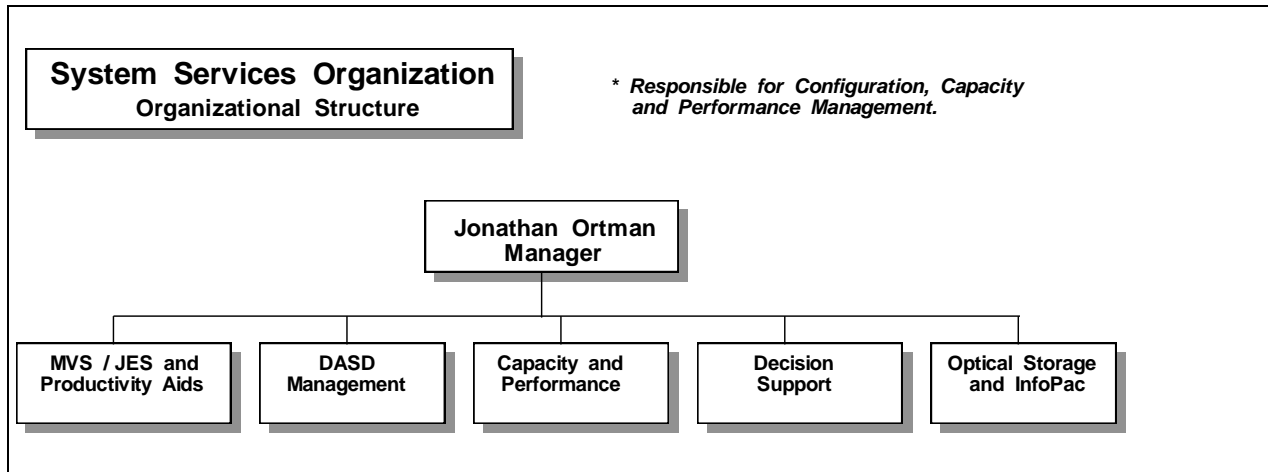 System Services Organization
Organizational Structure
* Responsible for Configuration, Capacity
and Performance Management.
Jonathan Ortman
Manager
MVS / JES and
Productivity Aids
DASD
Management
Capacity and
Performance
Decision
Support
Optical Storage
and InfoPac